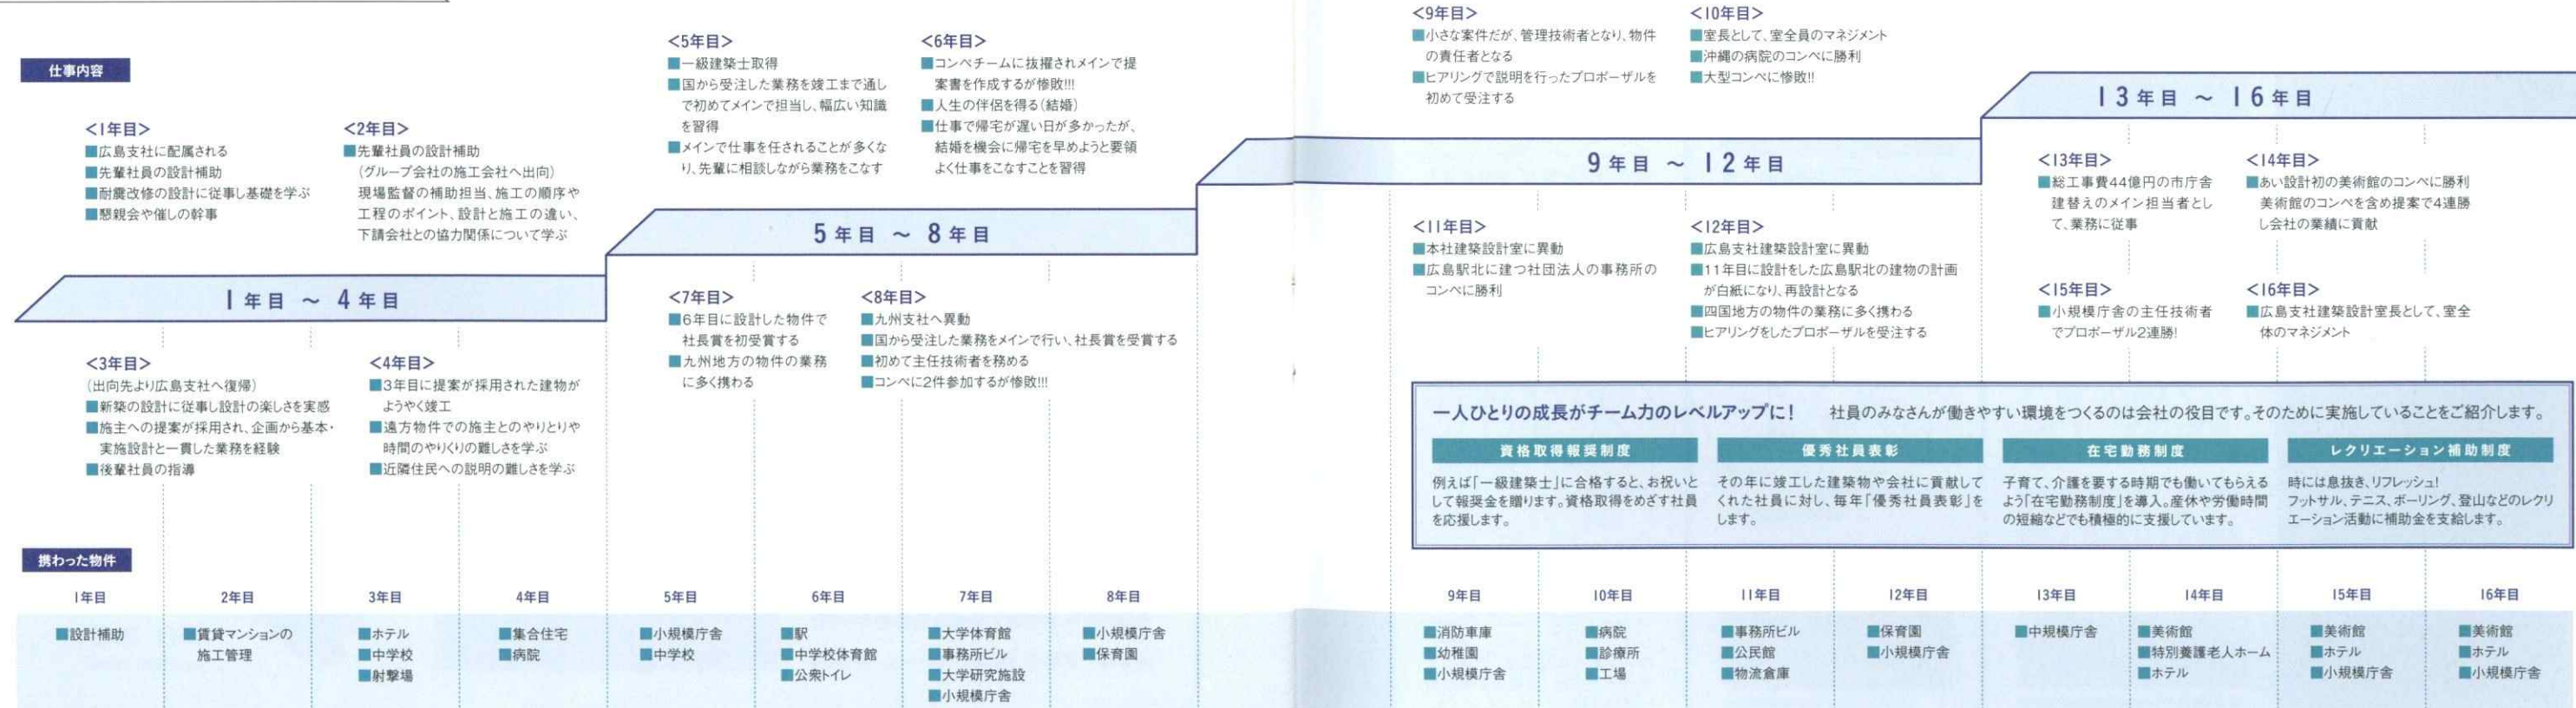 仕事内容
<1年目>
■広島支社に配属される
■先輩社員の設計補助
■耐震改修の設計に従事し基礎を学ぶ
■懇親会や催しの幹事
<2年目>
■先輩社員の設計補助
(グループ会社の施工会社へ出向)
現場監督の補助担当、施工の順序や
工程のポイント、設計と施工の違い、
下請会社との協力関係について学ぶ
1年目 ～ 4年目
<3年目>
(出向先より広島支社へ復帰)
■新築の設計に従事し設計の楽しさを実感
■施主への提案が採用され、企画から基本・
実施設計と一貫した業務を経験
■後輩社員の指導
<4年目>
■3年目に提案が採用された建物が
ようやく竣工
■遠方物件での施主とのやりとりや
時間のやりくりの難しさを学ぶ
■近隣住民への説明の難しさを学ぶ
<5年目>
■一級建築士取得
■国から受注した業務を竣工まで通し
で初めてメインで担当し、幅広い知識
を習得
■メインで仕事を任されることが多くな
り、先輩に相談しながら業務をこなす
<6年目>
■コンペチームに抜擢されメインで提
案書を作成するが惨敗!!!
■人生の伴侶を得る(結婚)
■仕事で帰宅が遅い日が多かったが、
結婚を機会に帰宅を早めようと要領
よく仕事をこなすことを習得
5年目 ～ 8年目
<7年目>
■6年目に設計した物件で
社長賞を初受賞する
■九州地方の物件の業務
に多く携わる
<8年目>
■九州支社へ異動
■国から受注した業務をメインで行い、社長賞を受賞する
■初めて主任技術者を務める
■コンペに2件参加するが惨敗!!!
<9年目>
■小さな案件だが、管理技術者となり、物件
の責任者となる
■ヒアリングで説明を行ったプロポーザルを
初めて受注する
<10年目>
■室長として、室全員のマネジメント
■沖縄の病院のコンペに勝利
■大型コンペに惨敗!!
9年目 ～ 12年目
<11年目>
■本社建築設計室に異動
■広島駅北に建つ社団法人の事務所の
コンペに勝利
<12年目>
■広島支社建築設計室に異動
■11年目に設計をした広島駅北の建物の計画
が白紙になり、再設計となる
■四国地方の物件の業務に多く携わる
■ヒアリングをしたプロポーザルを受注する
13年目 ～ 16年目
<13年目>
■総工事費44億円の市庁舎
建替えのメイン担当者とし
て、業務に従事
<14年目>
■あい設計初の美術館のコンペに勝利
美術館のコンペを含め提案で4連勝
し会社の業績に貢献
<15年目>
■小規模庁舎の主任技術者
でプロポーザル2連勝!
<16年目>
■広島支社建築設計室長として、室全
体のマネジメント
一人ひとりの成長がチーム力のレベルアップに! 社員のみなさんが働きやすい環境をつくるのは会社の役目です。そのために実施していることをご紹介します。
資格取得報奨制度
例えば「一級建築士」に合格すると、お祝いと
して報奨金を贈ります。資格取得をめざす社員
を応援します。
優秀社員表彰
その年に竣工した建築物や会社に貢献して
くれた社員に対し、毎年「優秀社員表彰」を
します。
在宅勤務制度
子育て、介護を要する時期でも働いてもらえる
よう「在宅勤務制度」を導入。産休や労働時間
の短縮などでも積極的に支援しています。
レクリエーション補助制度
時には息抜き、リフレッシュ!
フットサル、テニス、ボーリング、登山などのレクリ
エーション活動に補助金を支給します。
携わった物件
1年目
■設計補助
2年目
■賃貸マンションの
施工管理
3年目
■ホテル
■中学校
■射撃場
4年目
■集合住宅
■病院
5年目
■小規模庁舎
■中学校
6年目
■駅
■中学校体育館
■公衆トイレ
7年目
■大学体育館
■事務所ビル
■大学研究施設
■小規模庁舎
8年目
■小規模庁舎
■保育園
9年目
■消防車庫
■幼稚園
■小規模庁舎
10年目
■病院
■診療所
■工場
11年目
■事務所ビル
■公民館
■物流倉庫
12年目
■保育園
■小規模庁舎
13年目
■中規模庁舎
14年目
■美術館
■特別養護老人ホーム
■ホテル
15年目
■美術館
■ホテル
■小規模庁舎
16年目
■美術館
■ホテル
■小規模庁舎